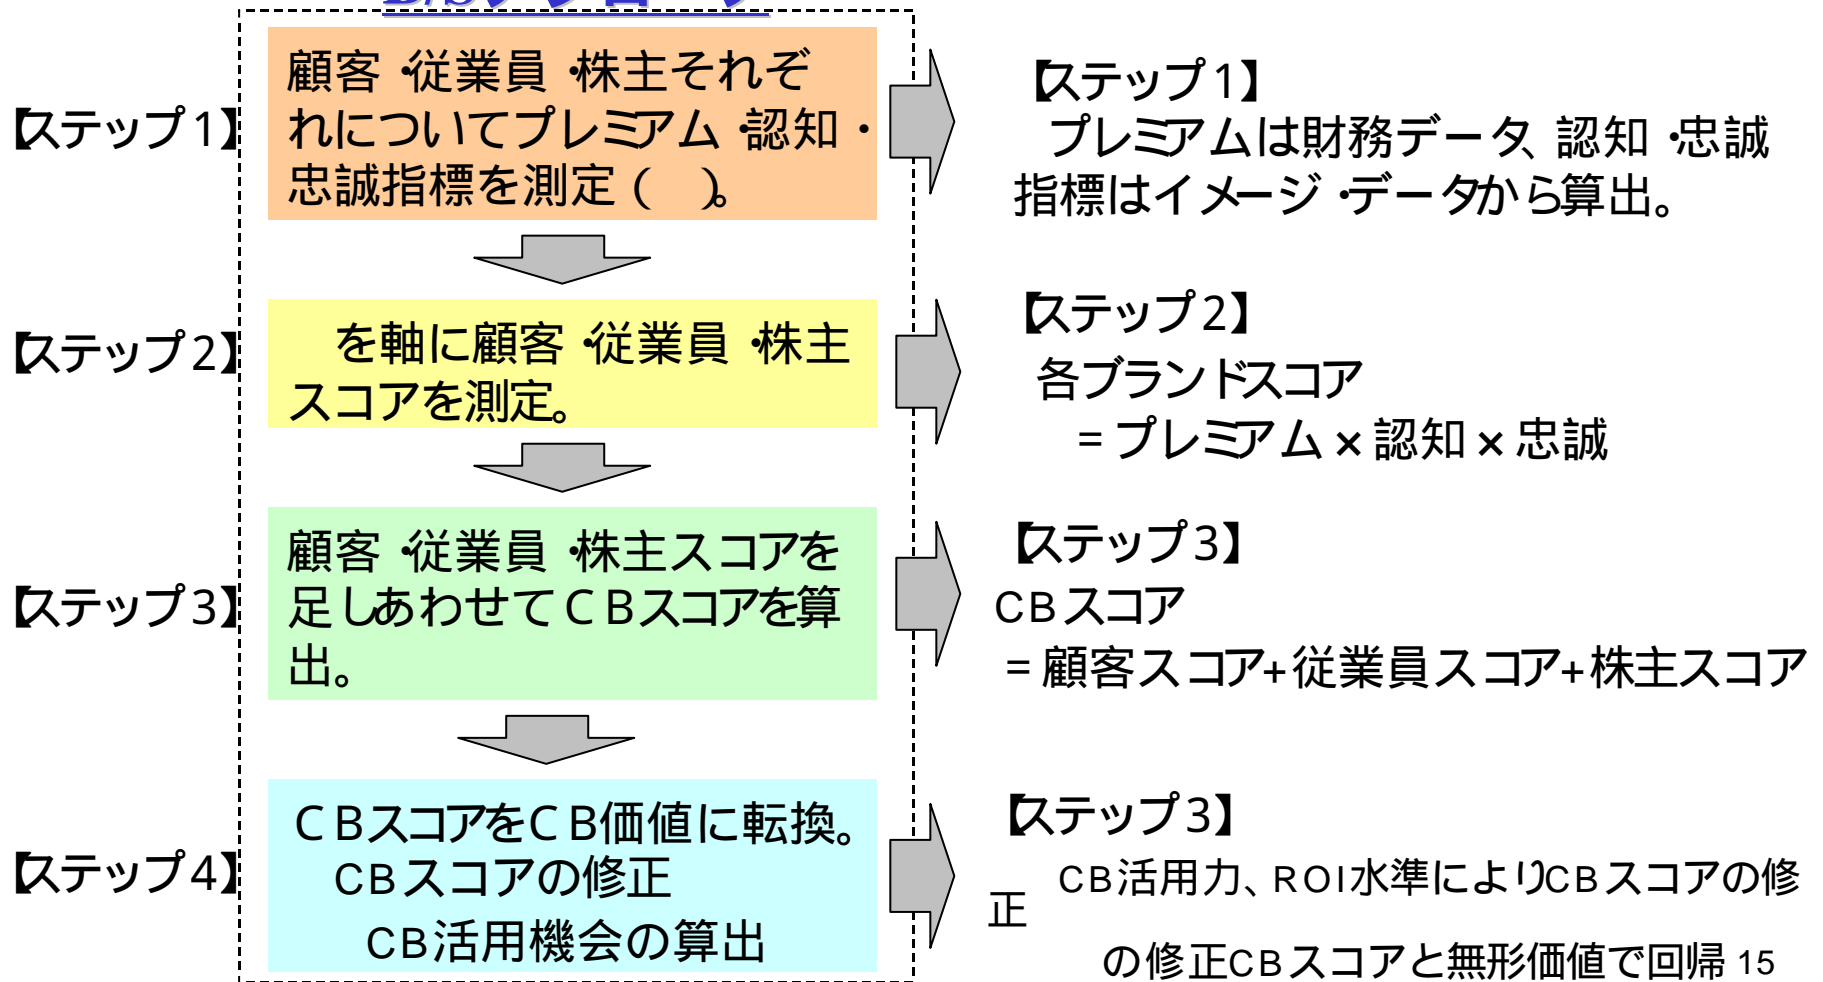 B/Sアプローチ
【ステップ1】
顧客・従業員・株主それぞ
れについてプレミアム・認知・
忠誠指標を測定(　)。
【ステップ1】
プレミアムは財務データ、認知・忠誠
指標はイメージ・データから算出。
【ステップ2】
を軸に顧客・従業員・株主
スコアを測定。
【ステップ2】
各ブランドスコア
=プレミアム×認知×忠誠
【ステップ3】
顧客・従業員・株主スコアを
足しあわせてCBスコアを算
出。
【ステップ3】
CBスコア
=顧客スコア+従業員スコア+株主スコア
【ステップ4】
CBスコアをCB価値に転換。
CBスコアの修正
CB活用機会の算出
【ステップ3】
CB活用力、ROI水準によりCBスコアの修
正
の修正CBスコアと無形価値で回帰 15